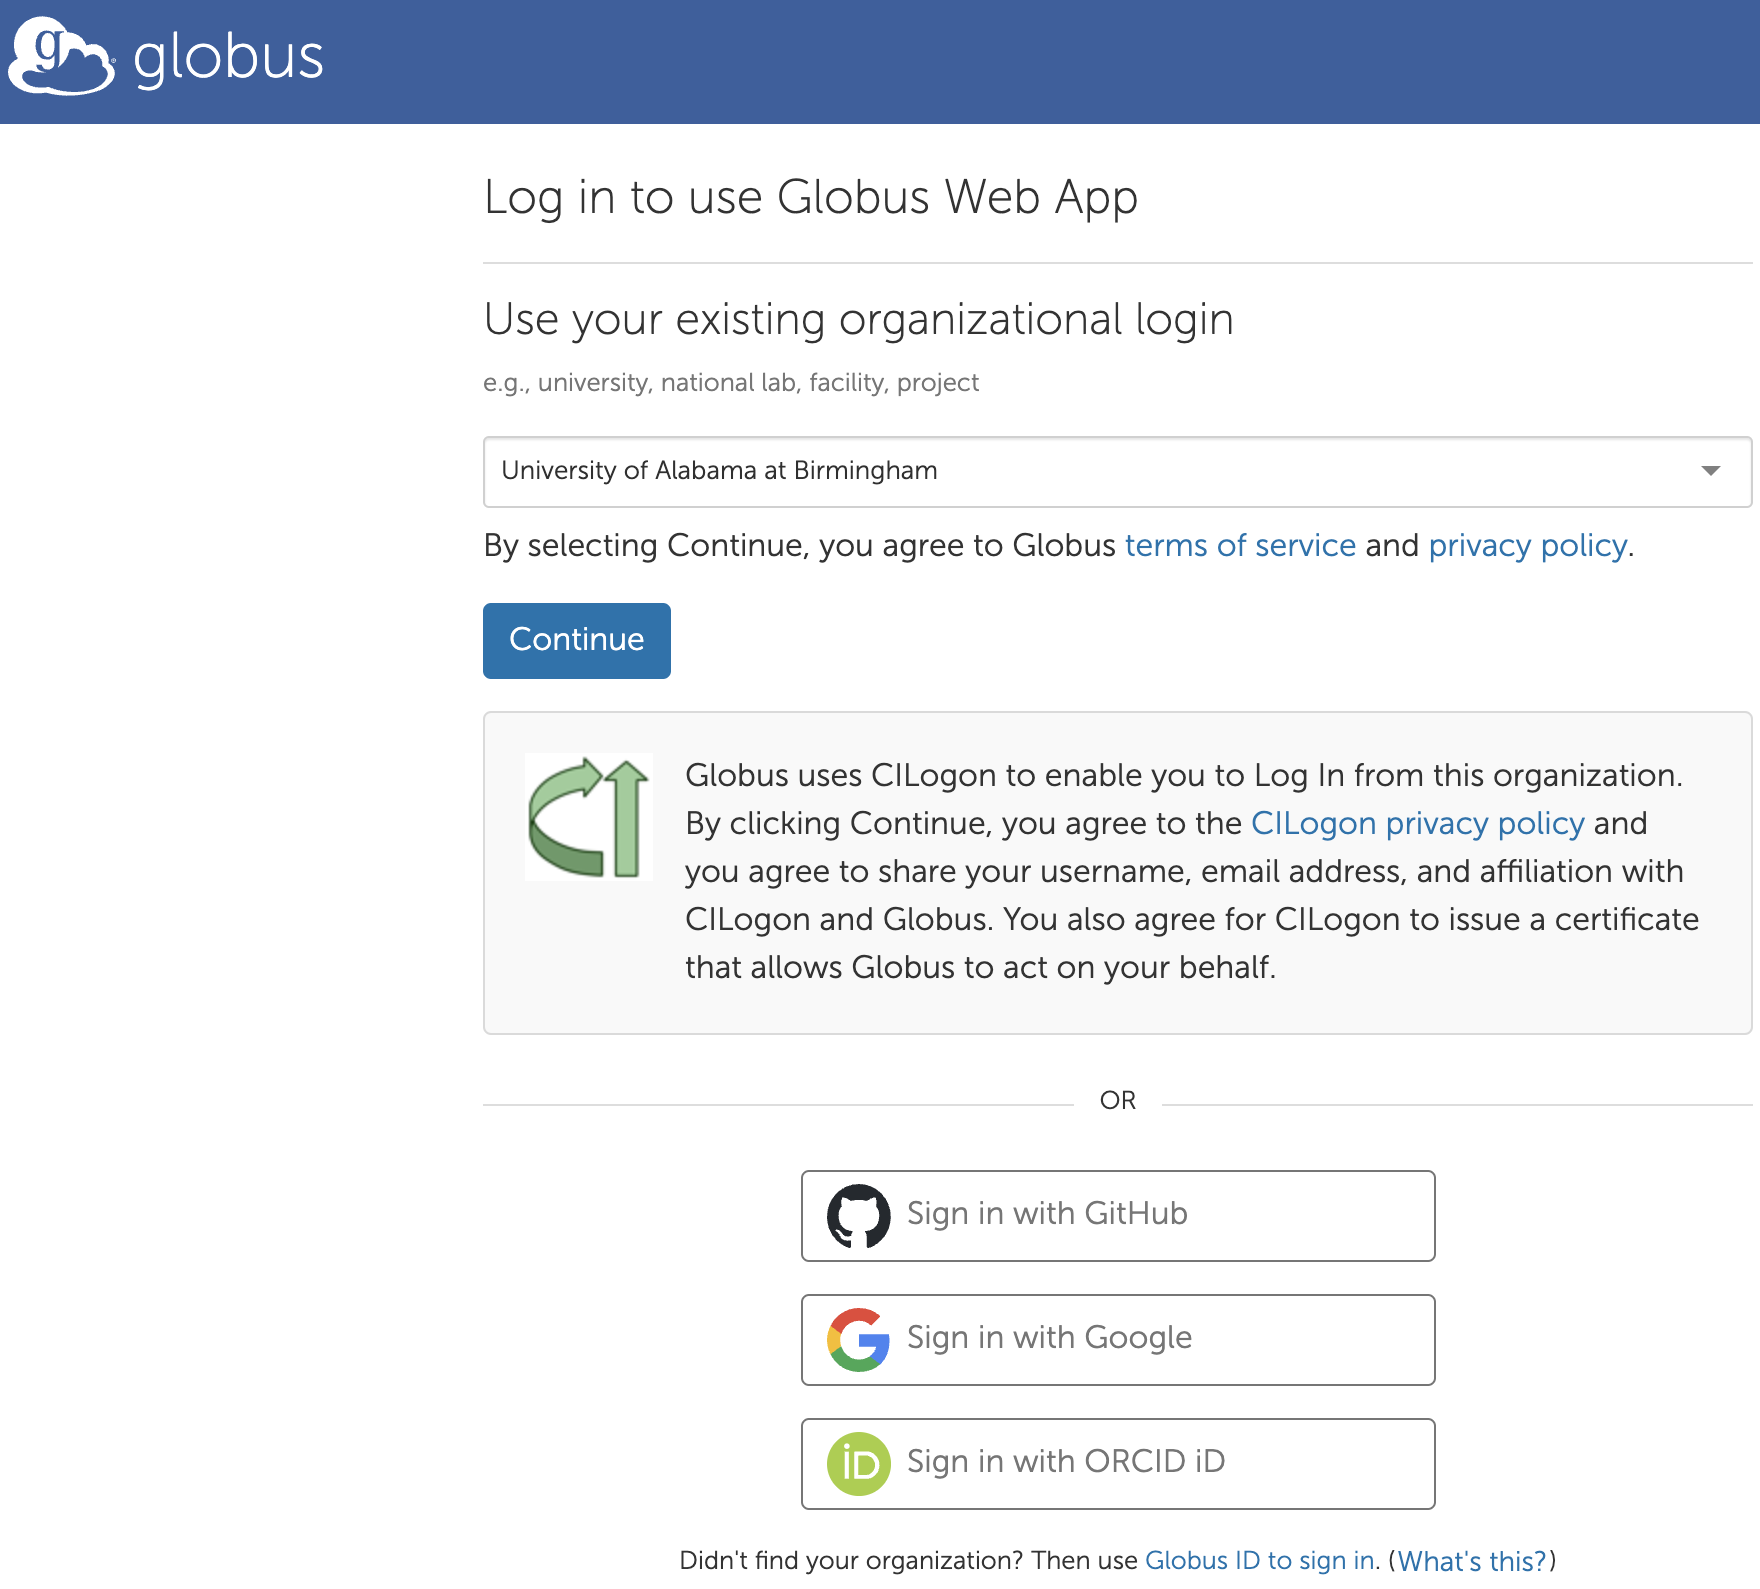 globus
Log in to use Globus Web App
Use your existing organizational login
e.g., university, national lab, facility, project
University of Alabama at Birmingham
By selecting Continue, you agree to Globus terms of service and privacy policy.
Continue
Globus uses CILogon to enable you to Log In from this organization.
By clicking Continue, you agree to the CILogon privacy policy and
you agree to share your username, email address, and affiliation with
CILogon and Globus. You also agree for CILogon to issue a certificate
that allows Globus to act on your behalf.
OR
Sign in with GitHub
Sign in with Google
iD Sign in with ORCID iD
Didn't find your organization? Then use Globus ID to sign in. (What's this?)